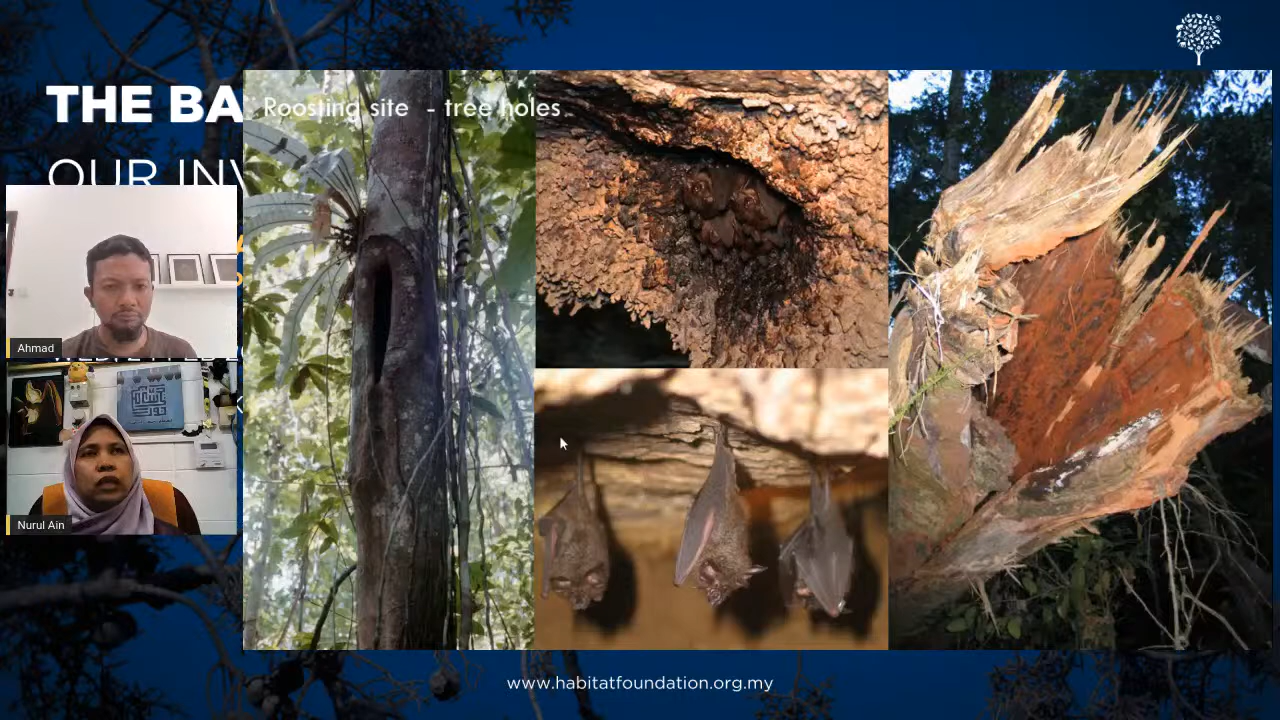 THE BA
Roosting site - tree holes
OUR INV
Ahmad
Nurul Ain
www.habitatfoundation.org.my